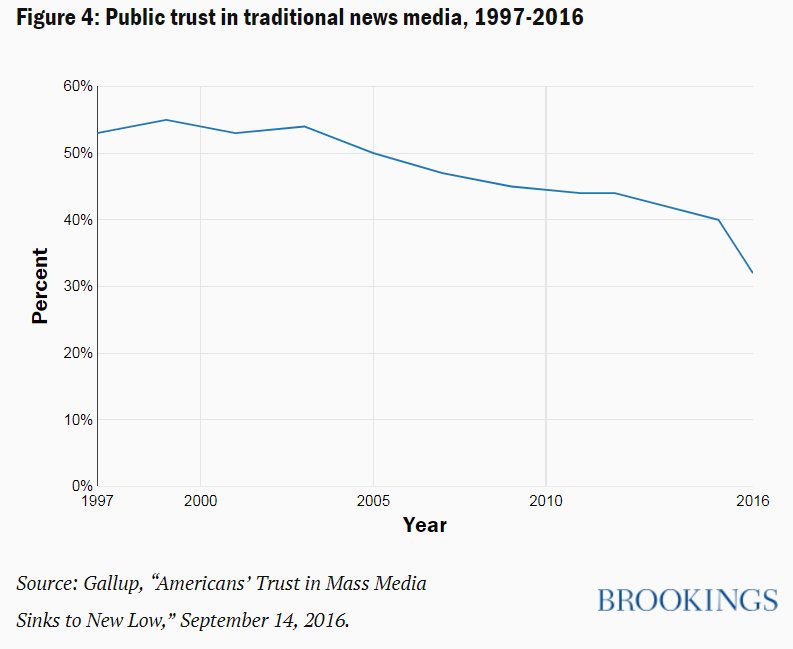 Figure 4: Public trust in traditional news media, 1997-2016
60%
50%
40%
30%
20%
10%
0%
Percent
1997 2000 2005 2010 2016
Year
Source: Gallup, “Americans’ Trust in Mass Media
Sinks to New Low,” September 14, 2016.
BROOKINGS